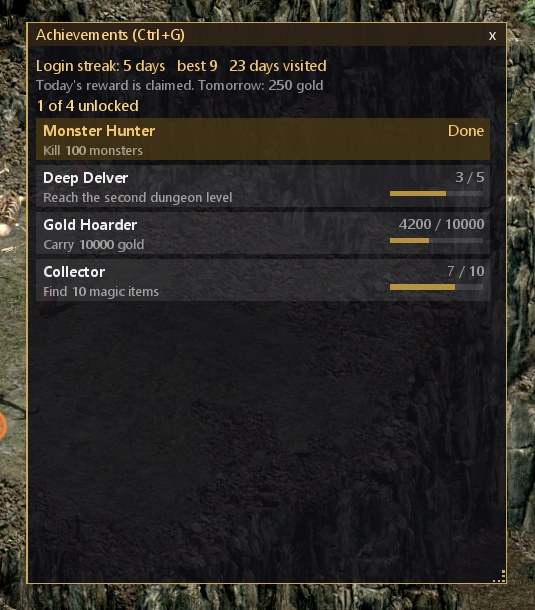 Achievements (Ctrl+G) x
Login streak: 5 days best 9 23 days visited
Today's reward is claimed. Tomorrow: 250 gold
1 of 4 unlocked
Monster Hunter Done
Kill 100 monsters
Deep Delver 3 / 5
Reach the second dungeon level
Gold Hoarder 4200 / 10000
Carry 10000 gold
Collector 7 / 10
Find 10 magic items